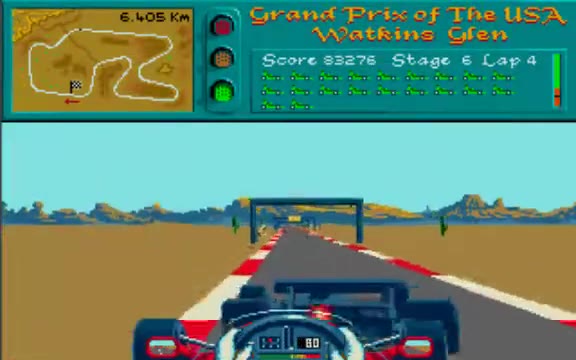 6.405 Km
Grand Prix of The USA
Watkins Glen
Score 83276 Stage 6 Lap 4
80